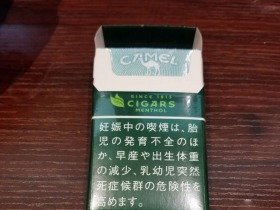 CAMEL
SINCE 1913
CIGARS
MENTHOL
妊娠中の喫煙は、胎
児の発育不全のほ
か、早産や出生体重
の減少、乳幼児突然
死症候群の危険性を
高めます。